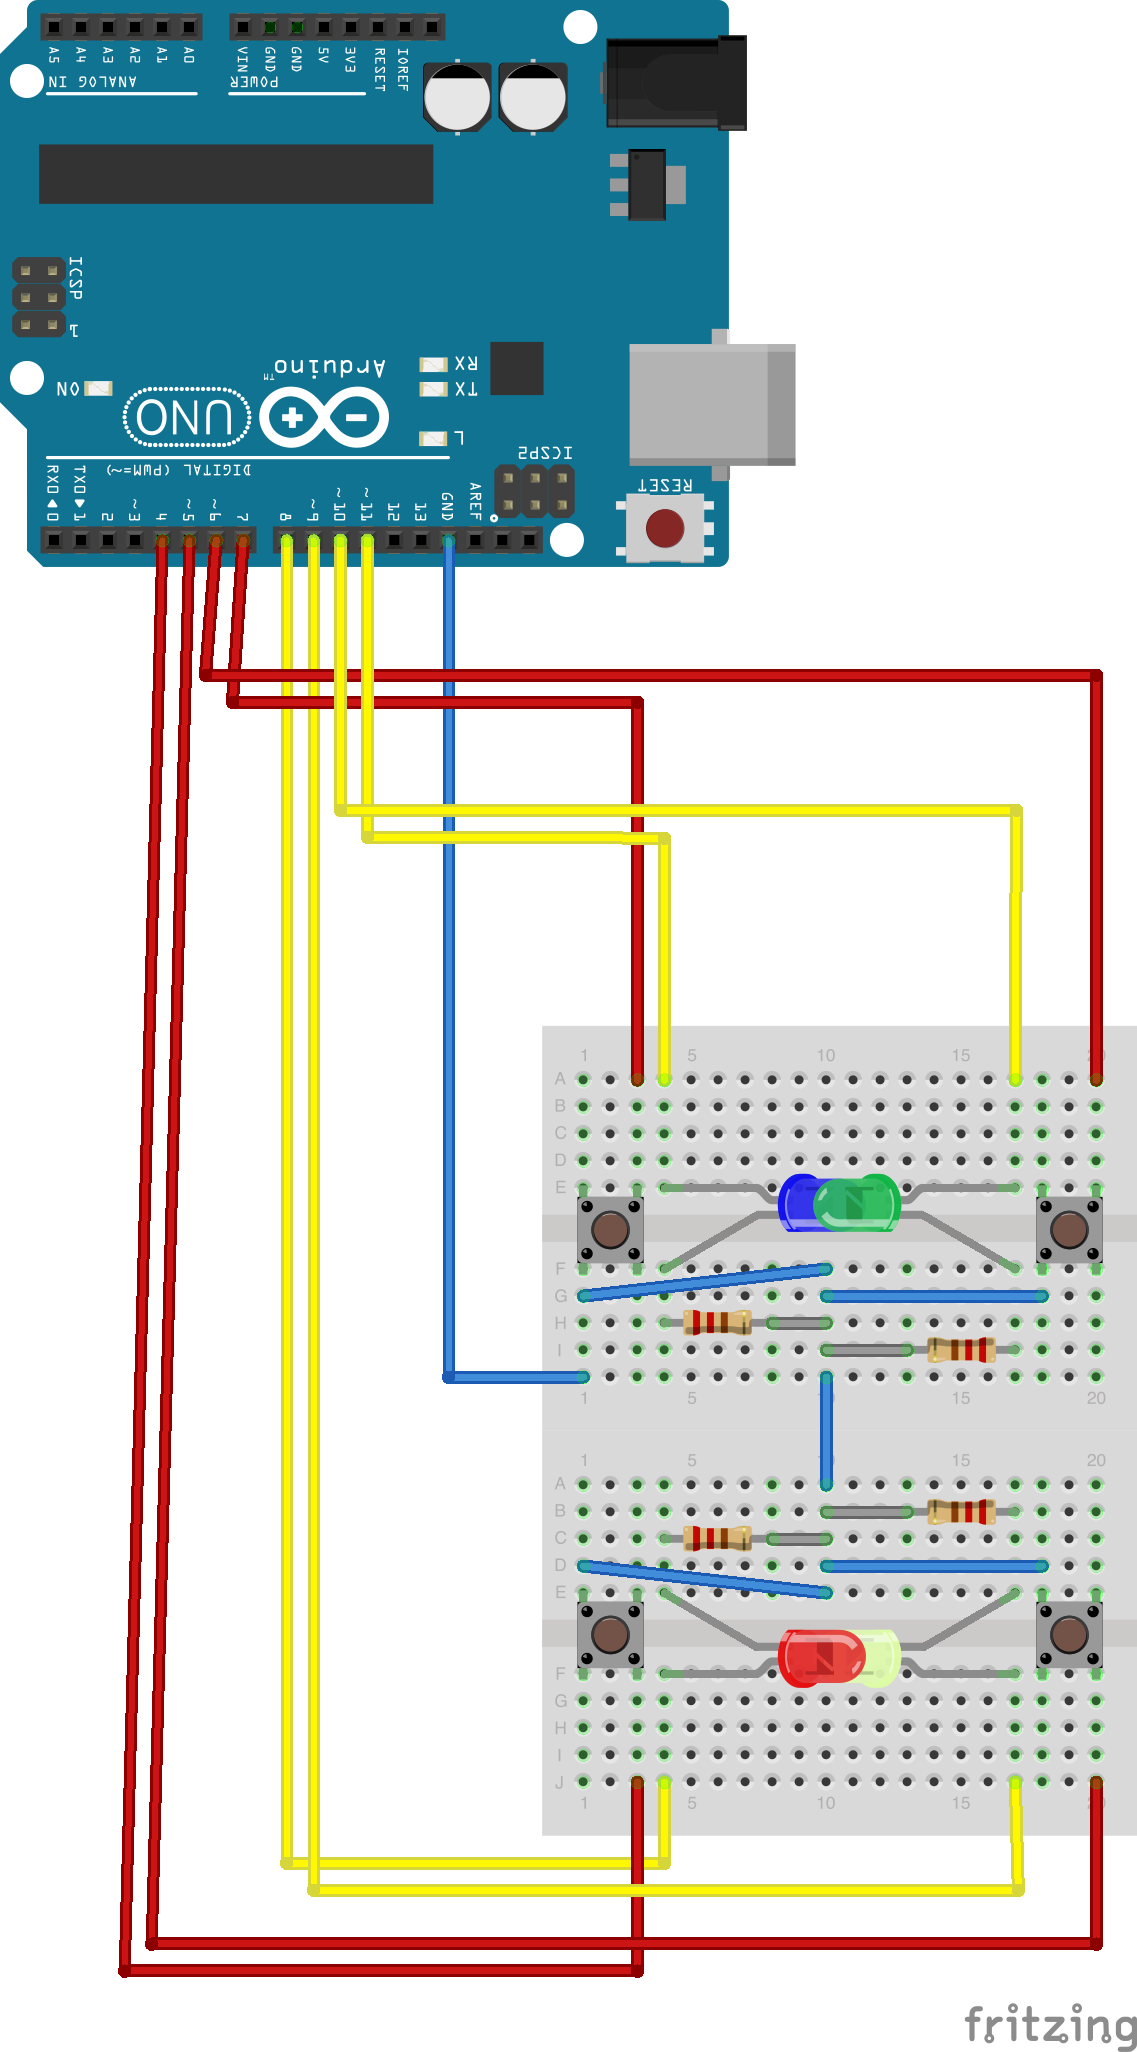 A5 A4 A3 A2 A1 A0 VIN GND GND 5V 3V3 RESET IOREF
ANALOG IN POWER
ICSP
1
Arduino
TM
RX
TX
ON
UNO
L
ICSP2
DIGITAL (PWM=~)
RESET
RX0◄0 TX0►1 2 ~3 4 ~5 ~6 7 8 ~9 ~10 ~11 12 13 GND AREF
1 5 10 15 20
A
B
C
D
E
F
G
H
I
1 5 10 15 20
1 5 15 20
A
B
C
D
E
F
G
H
I
J
1 5 10 15 20
fritzing